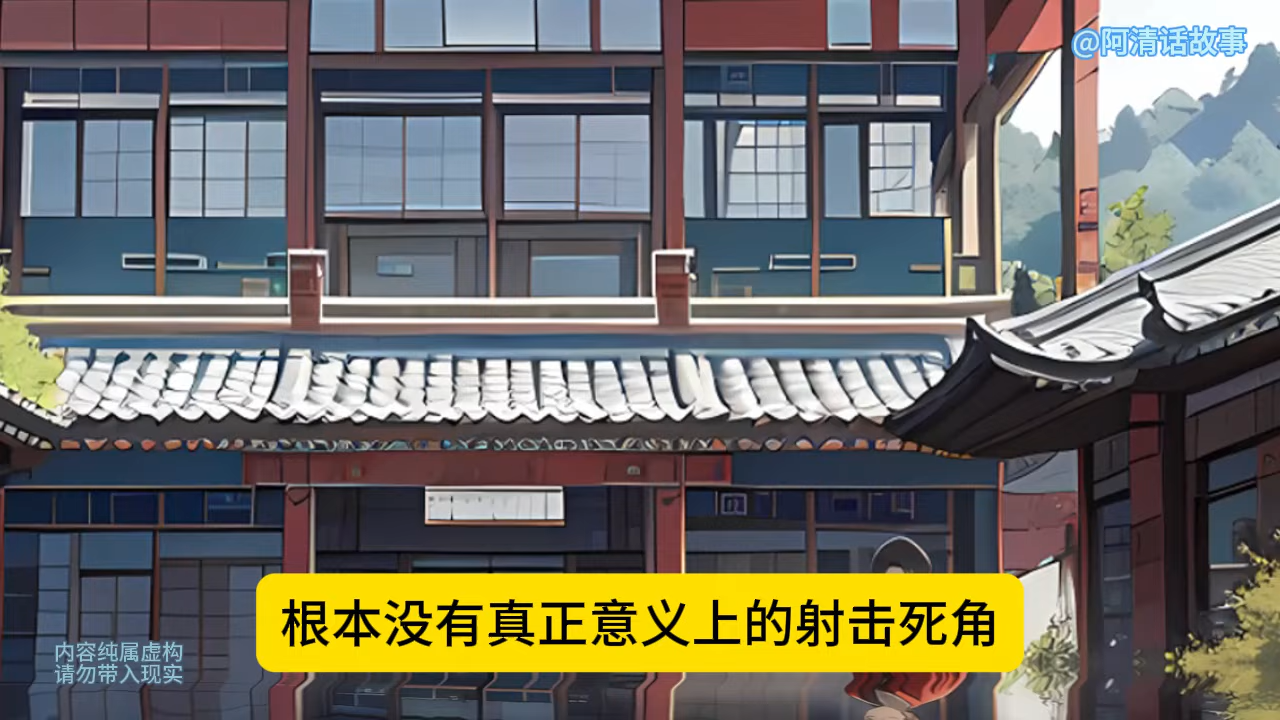 @阿清话故事
根本没有真正意义上的射击死角
内容纯属虚构
请勿带入现实